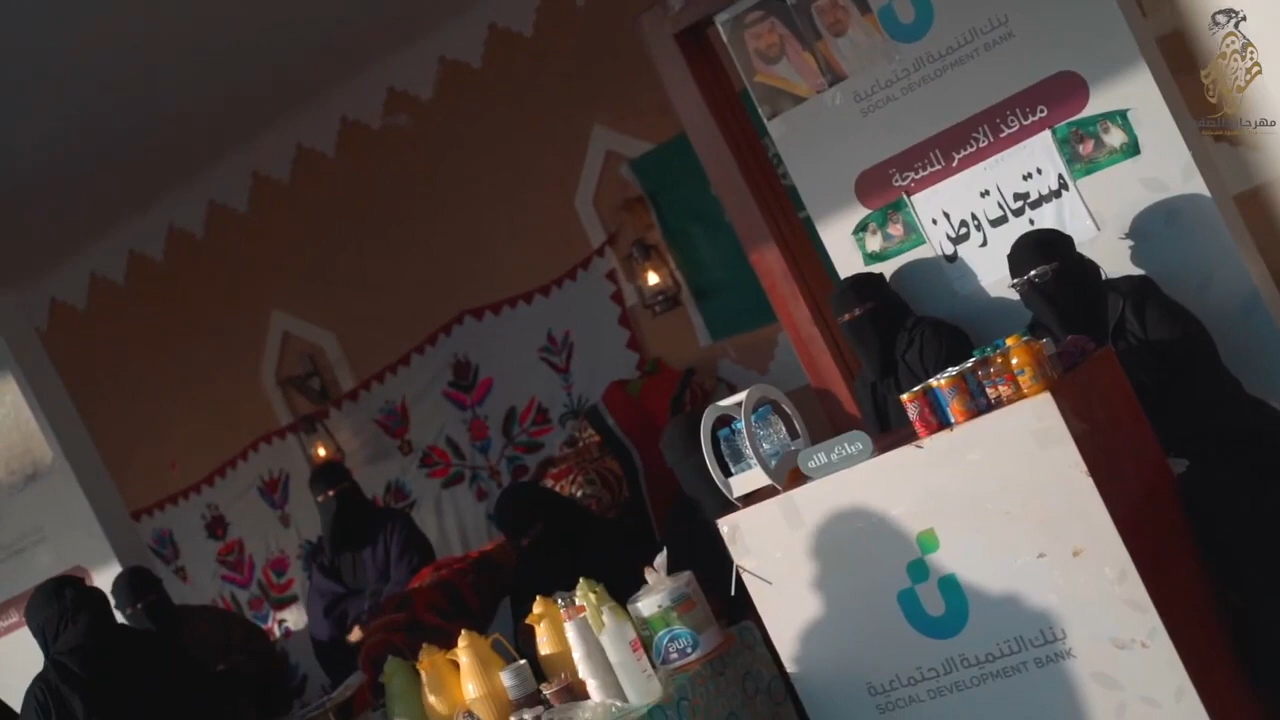 بنك التنمية الاجتماعية
SOCIAL DEVELOPMENT BANK
منافذ الاسر المنتجة
منتجات وطن
حياكم الله
بنك التنمية الاجتماعية
SOCIAL DEVELOPMENT BANK